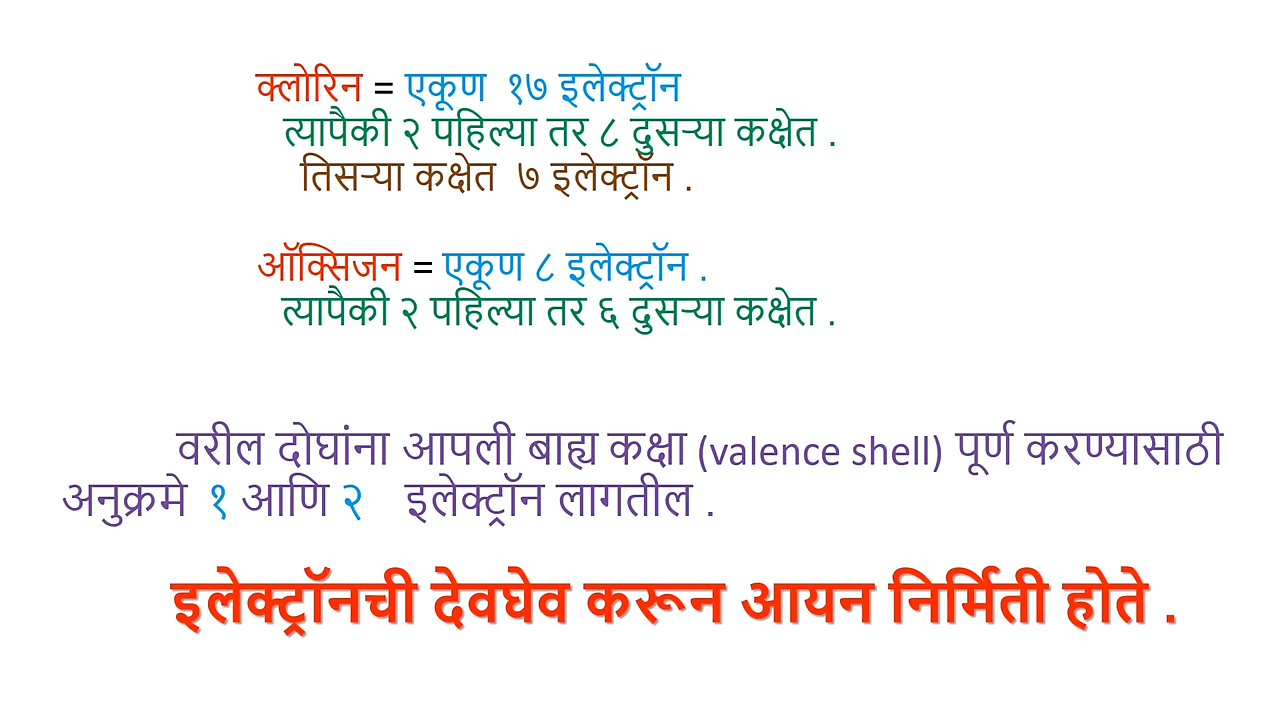 क्लोरिन = एकूण १७ इलेक्ट्रॉन
त्यापैकी २ पहिल्या तर ८ दुसऱ्या कक्षेत .
तिसऱ्या कक्षेत ७ इलेक्ट्रॉन .
ऑक्सिजन = एकूण ८ इलेक्ट्रॉन .
त्यापैकी २ पहिल्या तर ६ दुसऱ्या कक्षेत .
वरील दोघांना आपली बाह्य कक्षा (valence shell) पूर्ण करण्यासाठी
अनुक्रमे १ आणि २ इलेक्ट्रॉन लागतील .
इलेक्ट्रॉनची देवघेव करून आयन निर्मिती होते .